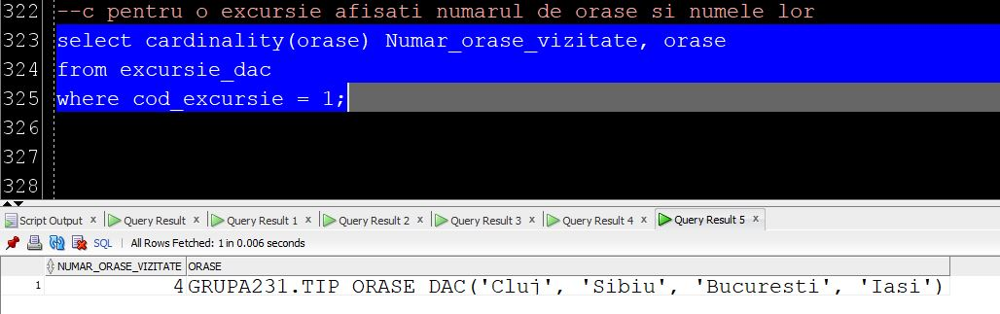 322 --c pentru o excursie afisati numarul de orase si numele lor
323 select cardinality(orase) Numar_orase_vizitate, orase
324 from excursie_dac
325 where cod_excursie = 1;
326
327
328
Script Output x Query Result x Query Result 1 x Query Result 2 x Query Result 3 x Query Result 4 x Query Result 5 x
SQL | All Rows Fetched: 1 in 0.006 seconds
NUMAR_ORASE_VIZITATE ORASE
1 4 GRUPA231.TIP_ORASE_DAC('Cluj', 'Sibiu', 'Bucuresti', 'Iasi')